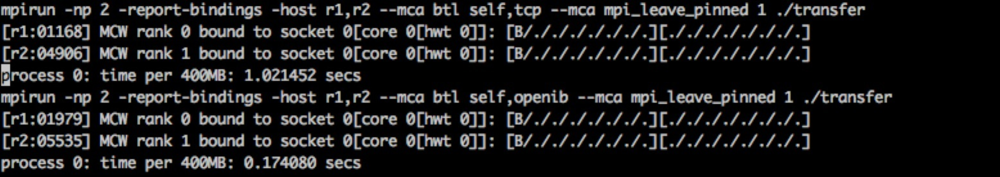 mpirun -np 2 -report-bindings -host r1,r2 --mca btl self,tcp --mca mpi_leave_pinned 1 ./transfer
[r1:01168] MCW rank 0 bound to socket 0[core 0[hwt 0]]: [B/././././././.][./././././././.]
[r2:04906] MCW rank 1 bound to socket 0[core 0[hwt 0]]: [B/././././././.][./././././././.]
process 0: time per 400MB: 1.021452 secs
mpirun -np 2 -report-bindings -host r1,r2 --mca btl self,openib --mca mpi_leave_pinned 1 ./transfer
[r1:01979] MCW rank 0 bound to socket 0[core 0[hwt 0]]: [B/././././././.][./././././././.]
[r2:05535] MCW rank 1 bound to socket 0[core 0[hwt 0]]: [B/././././././.][./././././././.]
process 0: time per 400MB: 0.174080 secs